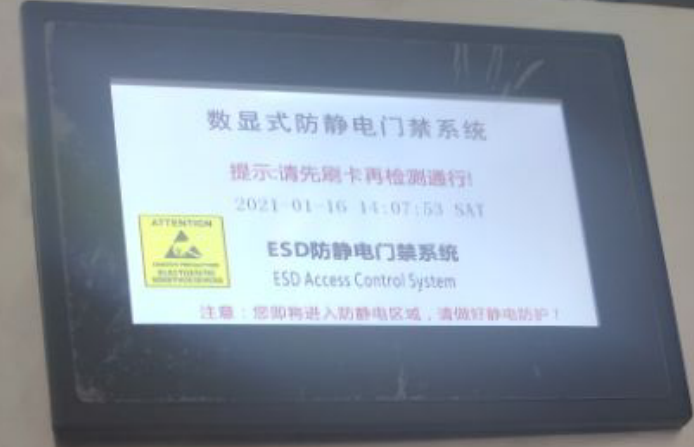 数显式防静电门禁系统
提示:请先刷卡再检测通行!
2021-01-16 14:07:53 SAT
ATTENTION
ESD防静电门禁系统
ESD Access Control System
注意：您即将进入防静电区域，请做好静电防护！